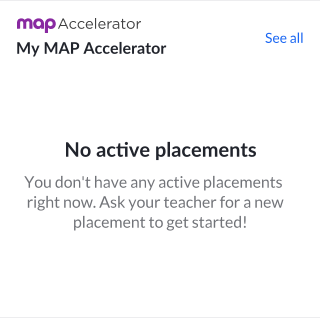 map Accelerator
My MAP Accelerator
See all
No active placements
You don't have any active placements
right now. Ask your teacher for a new
placement to get started!